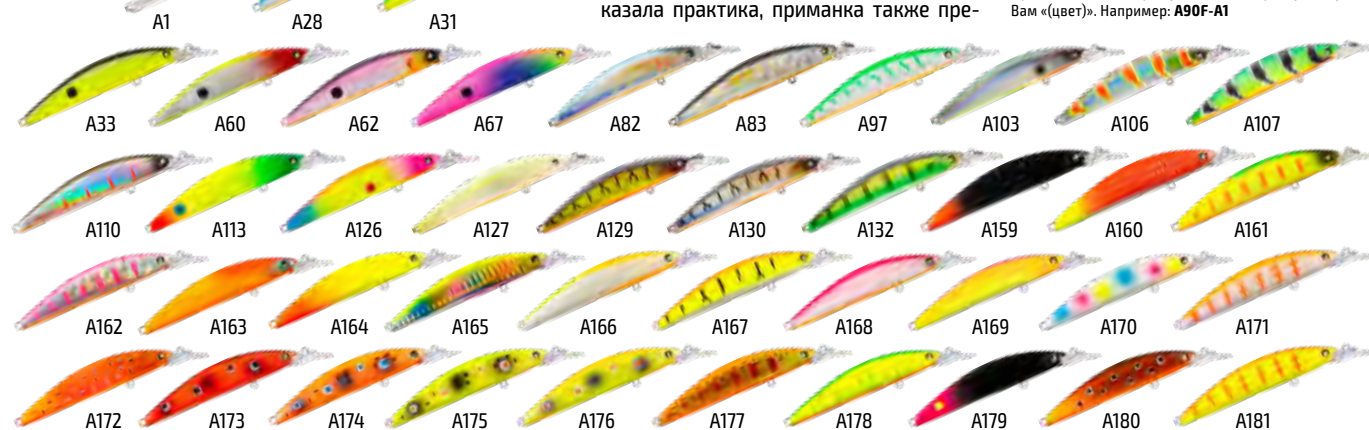 казала практика, приманка также пре-
Вам «(цвет)». Например: A90F-A1
A1 A28 A31
A33 A60 A62 A67 A82 A83 A97 A103 A106 A107
A110 A113 A126 A127 A129 A130 A132 A159 A160 A161
A162 A163 A164 A165 A166 A167 A168 A169 A170 A171
A172 A173 A174 A175 A176 A177 A178 A179 A180 A181